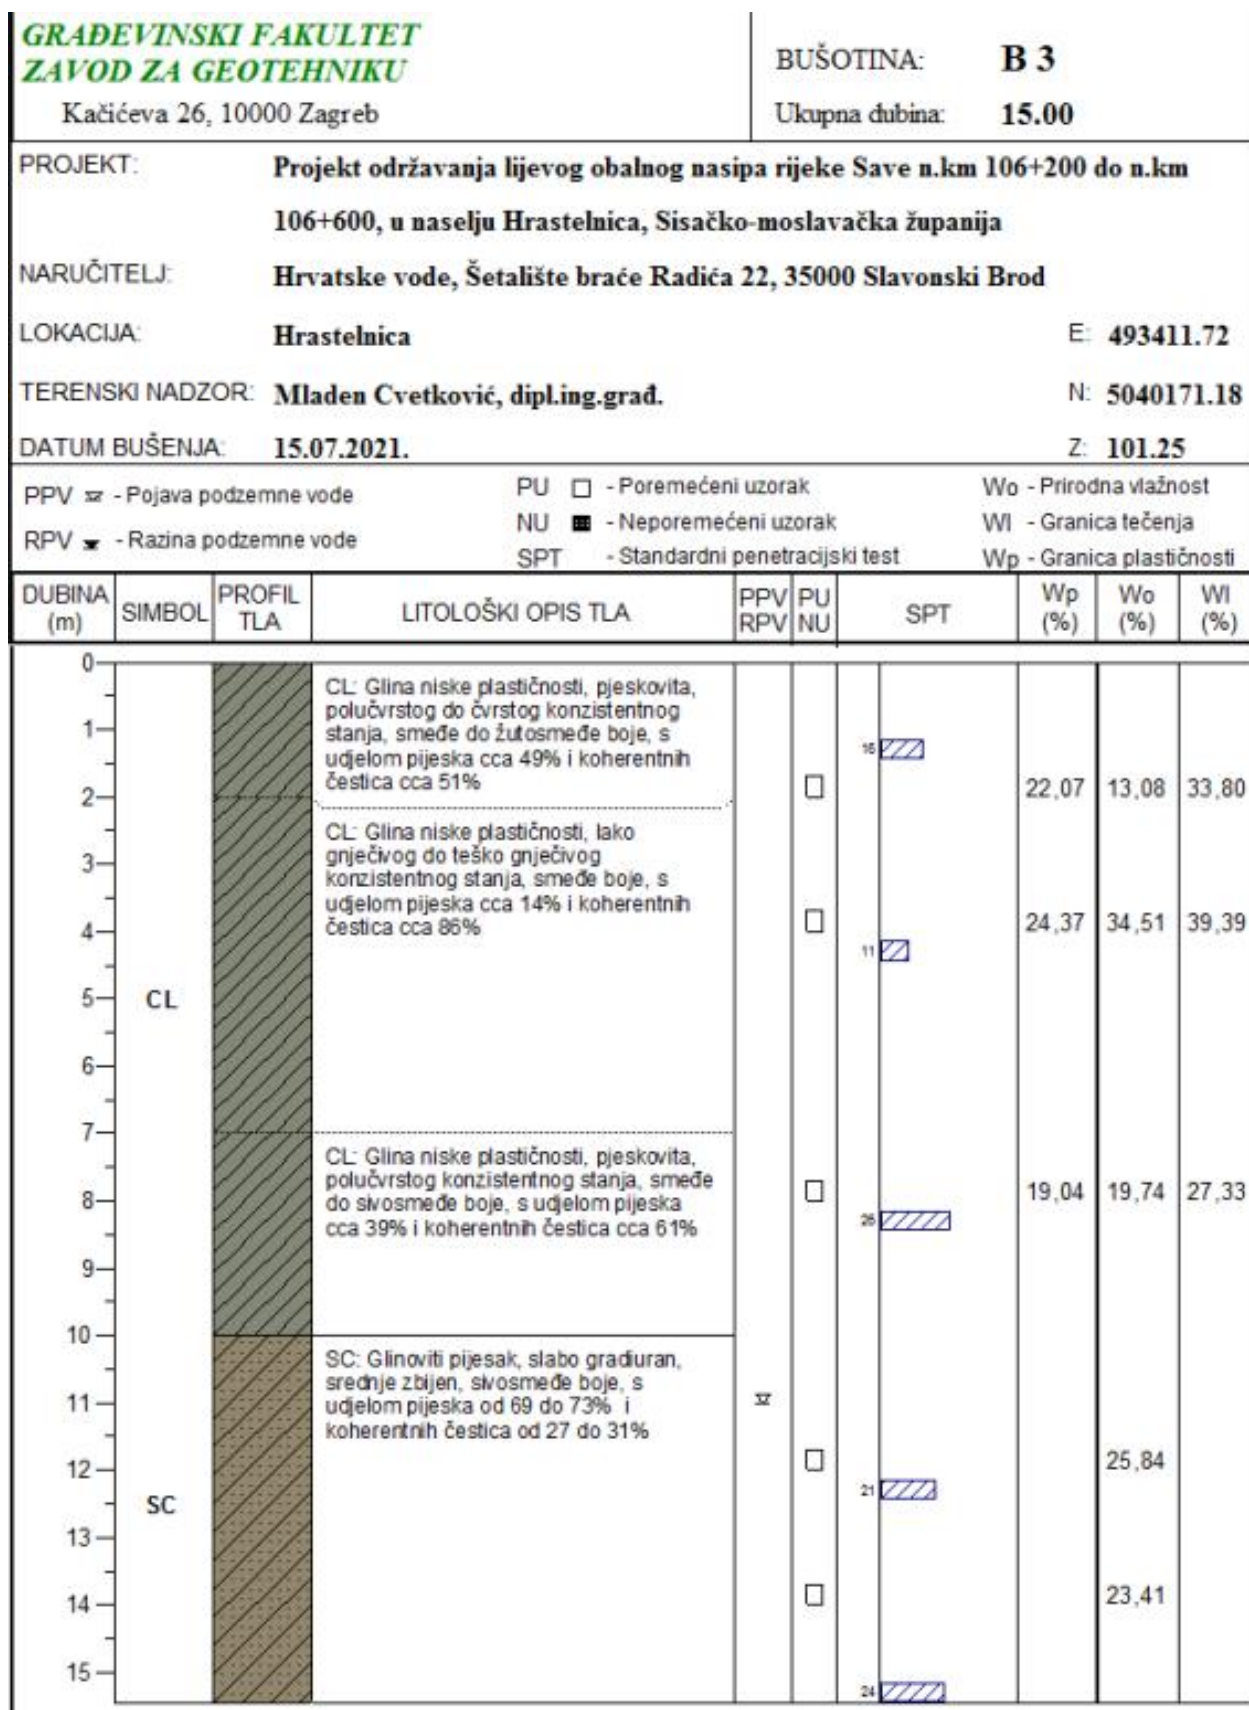 GRAĐEVINSKI FAKULTET
ZAVOD ZA GEOTEHNIKU
Kačićeva 26, 10000 Zagreb
BUŠOTINA: B 3
Ukupna dubina: 15.00
PROJEKT: Projekt održavanja lijevog obalnog nasipa rijeke Save n.km 106+200 do n.km
106+600, u naselju Hrastelnica, Sisačko-moslavačka županija
NARUČITELJ: Hrvatske vode, Šetalište braće Radića 22, 35000 Slavonski Brod
LOKACIJA: Hrastelnica E: 493411.72
TERENSKI NADZOR: Mladen Cvetković, dipl.ing.građ. N: 5040171.18
DATUM BUŠENJA: 15.07.2021. Z: 101.25
PPV - Pojava podzemne vode
RPV - Razina podzemne vode
PU - Poremećeni uzorak
NU - Neporemećeni uzorak
SPT - Standardni penetracijski test
Wo - Prirodna vlažnost
Wl - Granica tečenja
Wp - Granica plastičnosti
DUBINA (m)
SIMBOL
PROFIL TLA
LITOLOŠKI OPIS TLA
PPV RPV
PU NU
SPT
Wp (%)
Wo (%)
Wl (%)
0
CL: Glina niske plastičnosti, pjeskovita,
polučvrstog do čvrstog konzistentnog
stanja, smeđe do žutosmeđe boje, s
udjelom pijeska cca 49% i koherentnih
čestica cca 51%
1
16
2
22,07 13,08 33,80
CL: Glina niske plastičnosti, lako
gnječivog do teško gnječivog
konzistentnog stanja, smeđe boje, s
udjelom pijeska cca 14% i koherentnih
čestica cca 86%
3
4
24,37 34,51 39,39
11
5
CL
6
7
CL: Glina niske plastičnosti, pjeskovita,
polučvrstog konzistentnog stanja, smeđe
do sivosmeđe boje, s udjelom pijeska
cca 39% i koherentnih čestica cca 61%
8
19,04 19,74 27,33
9
10
SC: Glinoviti pijesak, slabo gradiuran,
srednje zbijen, sivosmeđe boje, s
udjelom pijeska od 69 do 73% i
koherentnih čestica od 27 do 31%
11
12
25,84
21
SC
13
14
23,41
15
24